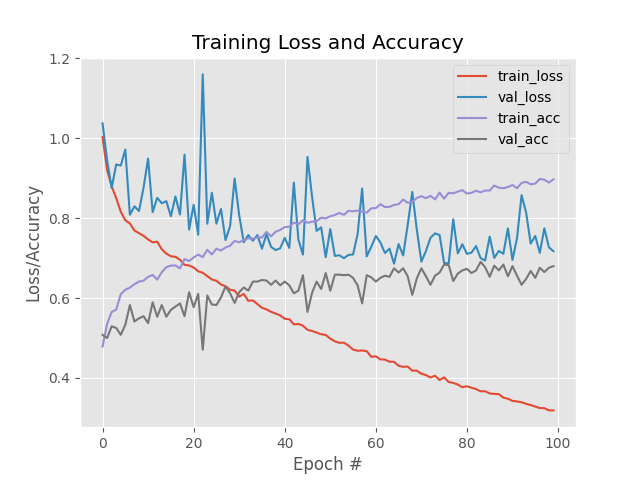 Training Loss and Accuracy
train_loss
val_loss
train_acc
val_acc
1.2
1.0
0.8
0.6
0.4
Loss/Accuracy
0 20 40 60 80 100
Epoch #